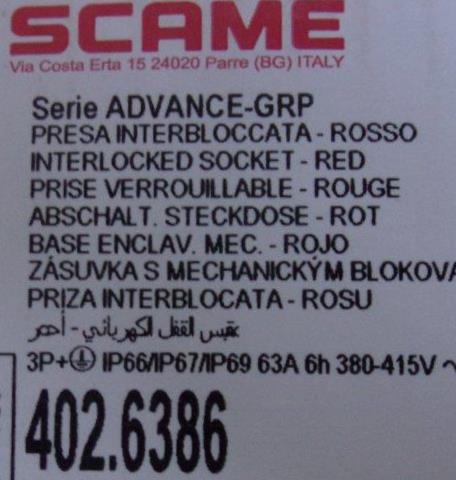 SCAME
Via Costa Erta 15 24020 Parre (BG) ITALY
Serie ADVANCE-GRP
PRESA INTERBLOCCATA - ROSSO
INTERLOCKED SOCKET - RED
PRISE VERROUILLABLE - ROUGE
ABSCHALT. STECKDOSE - ROT
BASE ENCLAV. MEC. - ROJO
ZÁSUVKA S MECHANICKÝM BLOKOVA
PRIZA INTERBLOCATA - ROSU
مقبس القفل الكهربائي - أحمر
3P+⏚ IP66/IP67/IP69 63A 6h 380-415V ~
402.6386